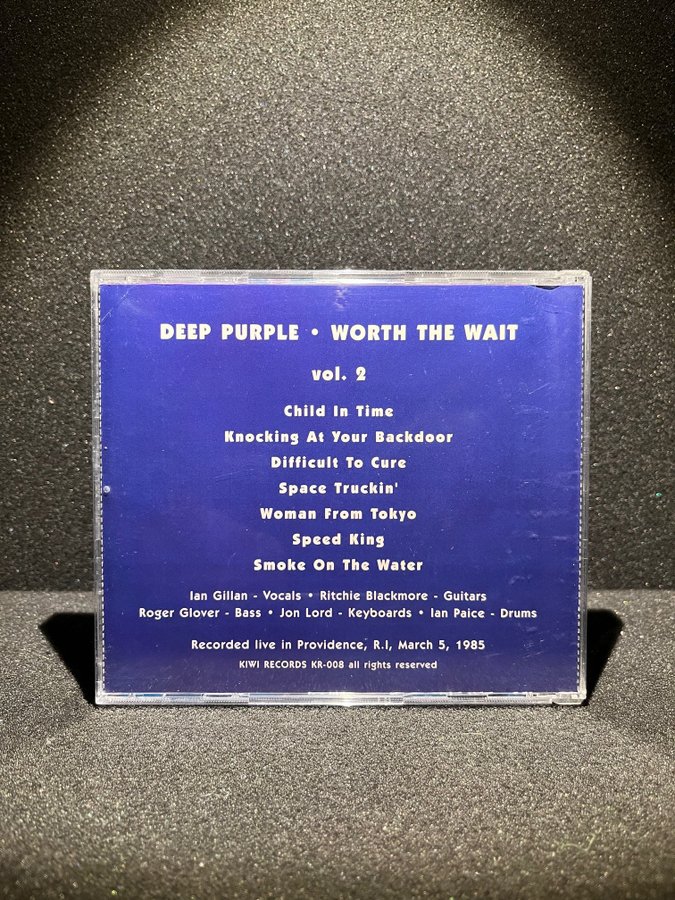 DEEP PURPLE • WORTH THE WAIT
vol. 2
Child In Time
Knocking At Your Backdoor
Difficult To Cure
Space Truckin'
Woman From Tokyo
Speed King
Smoke On The Water
Ian Gillan - Vocals • Ritchie Blackmore - Guitars
Roger Glover - Bass • Jon Lord - Keyboards • Ian Paice - Drums
Recorded live in Providence, R.I, March 5, 1985
KIWI RECORDS KR-008 all rights reserved